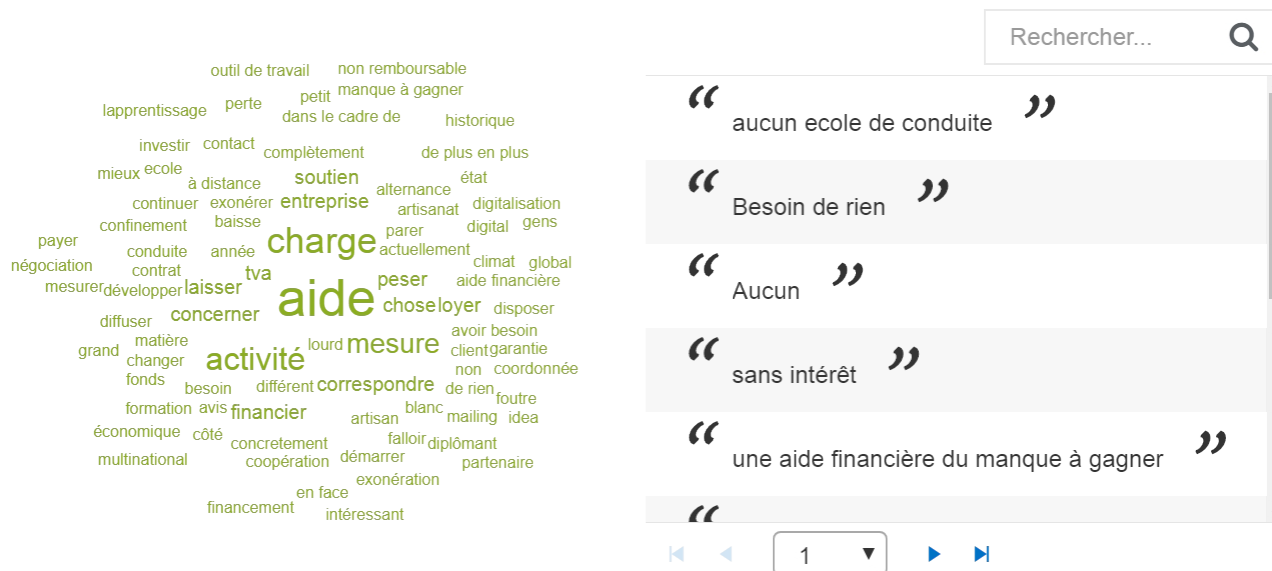 Rechercher...
outil de travail
non remboursable
manque à gagner
petit
perte
lapprentissage
dans le cadre de
historique
investir
contact
complètement
de plus en plus
mieux
ecole
à distance
soutien
alternance
état
continuer
exonérer
entreprise
artisanat
digitalisation
confinement
baisse
parer
digital
gens
payer
conduite
année
charge
actuellement
négociation
contrat
tva
climat
global
mesurer
développer
laisser
aide
peser
aide financière
chose
loyer
disposer
diffuser
concerner
avoir besoin
grand
matière
lourd
mesure
client
garantie
changer
activité
non
coordonnée
fonds
besoin
différent
correspondre
de rien
foutre
formation
avis
financier
artisan
blanc
mailing
idea
économique
côté
concretement
falloir
diplômant
multinational
coopération
démarrer
partenaire
exonération
en face
financement
intéressant
“ aucun ecole de conduite ”
“ Besoin de rien ”
“ Aucun ”
“ sans intérêt ”
“ une aide financière du manque à gagner ”
“
1